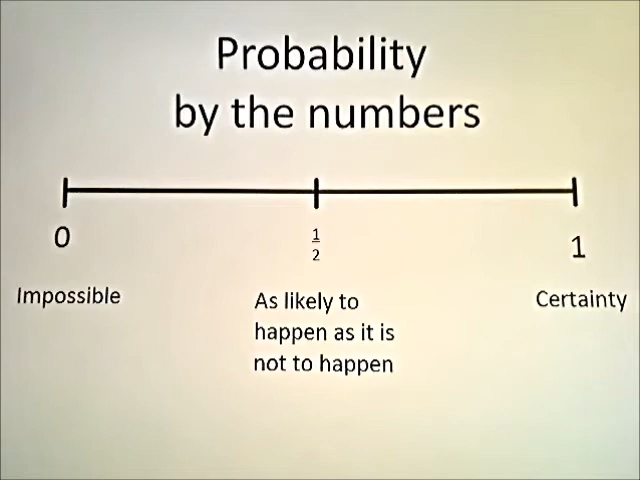 Probability
by the numbers
0
1/2
1
Impossible
As likely to
happen as it is
not to happen
Certainty